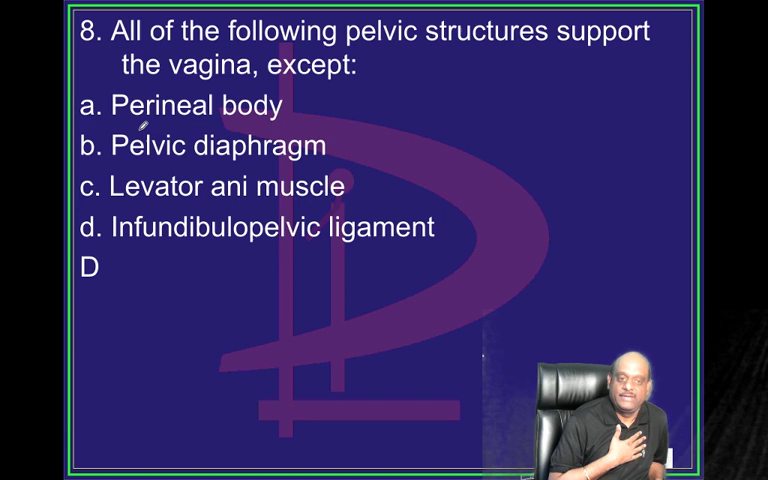 8. All of the following pelvic structures support
the vagina, except:
a. Perineal body
b. Pelvic diaphragm
c. Levator ani muscle
d. Infundibulopelvic ligament
D